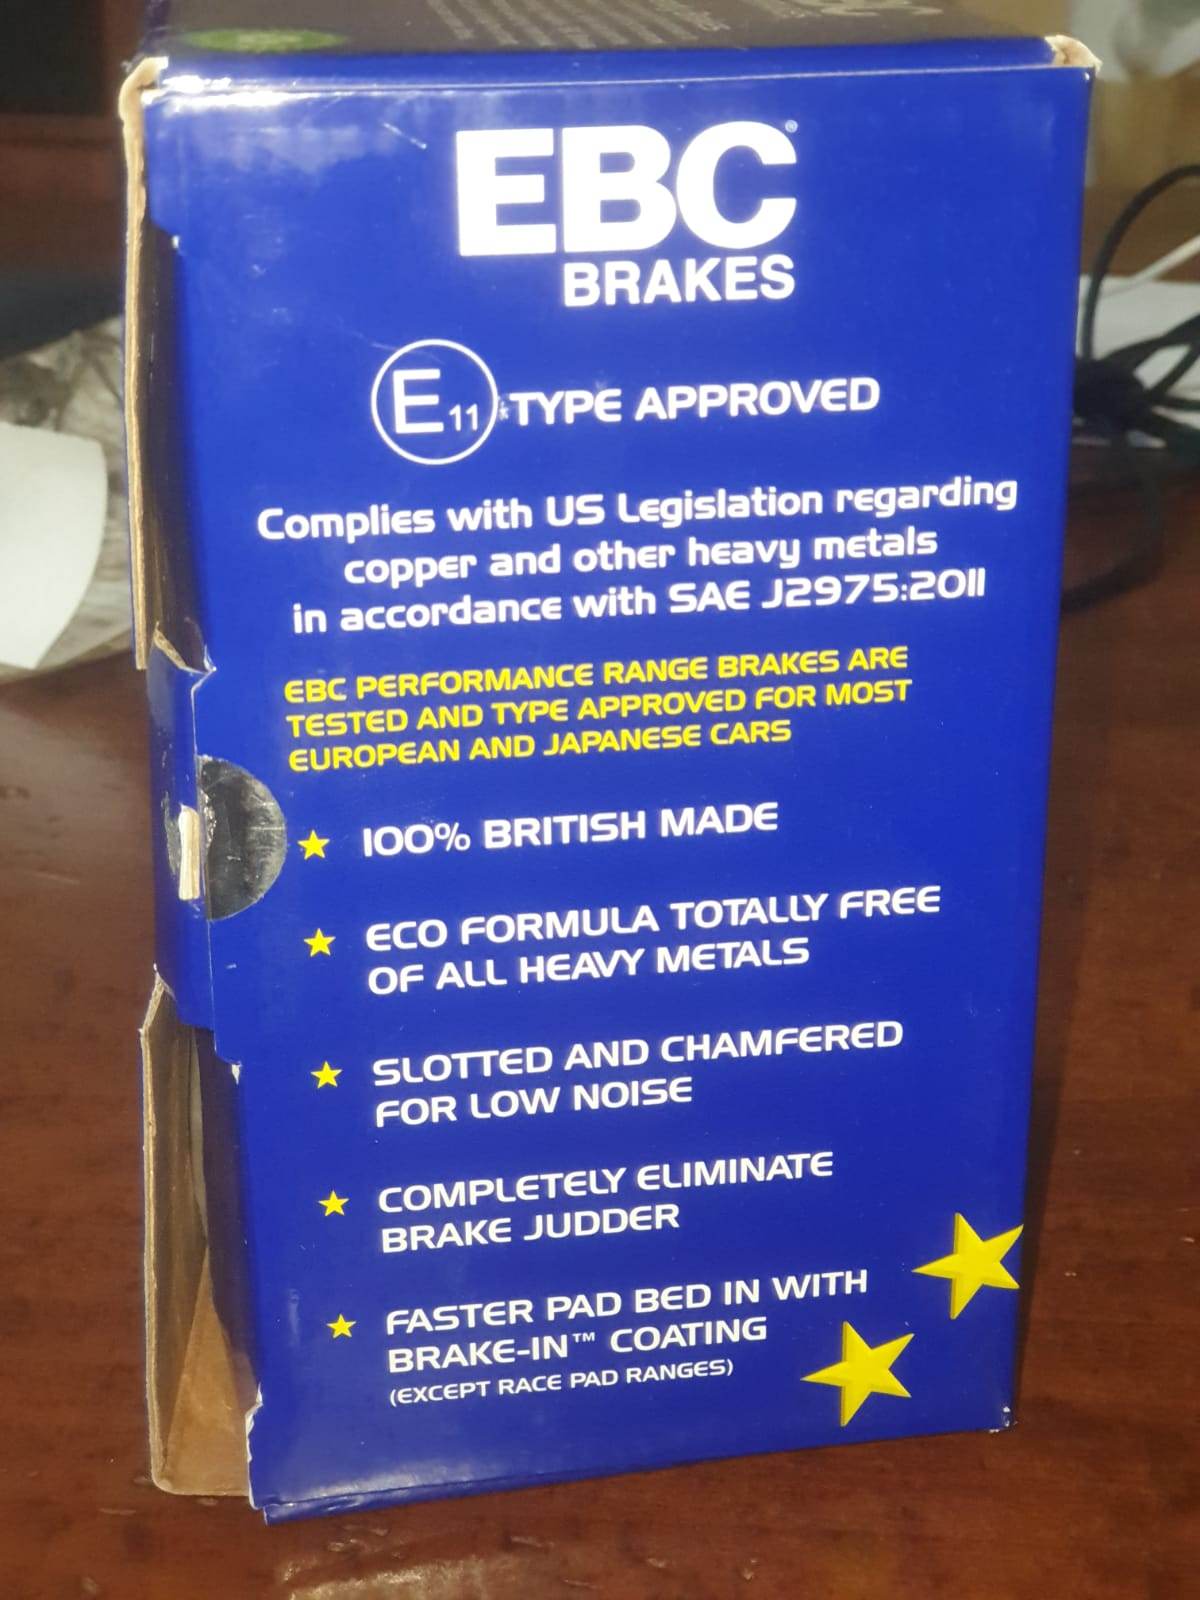 EBC®
BRAKES
E11 *TYPE APPROVED
Complies with US Legislation regarding
copper and other heavy metals
in accordance with SAE J2975:2011
EBC PERFORMANCE RANGE BRAKES ARE
TESTED AND TYPE APPROVED FOR MOST
EUROPEAN AND JAPANESE CARS
100% BRITISH MADE
ECO FORMULA TOTALLY FREE
OF ALL HEAVY METALS
SLOTTED AND CHAMFERED
FOR LOW NOISE
COMPLETELY ELIMINATE
BRAKE JUDDER
FASTER PAD BED IN WITH
BRAKE-IN™ COATING
(EXCEPT RACE PAD RANGES)